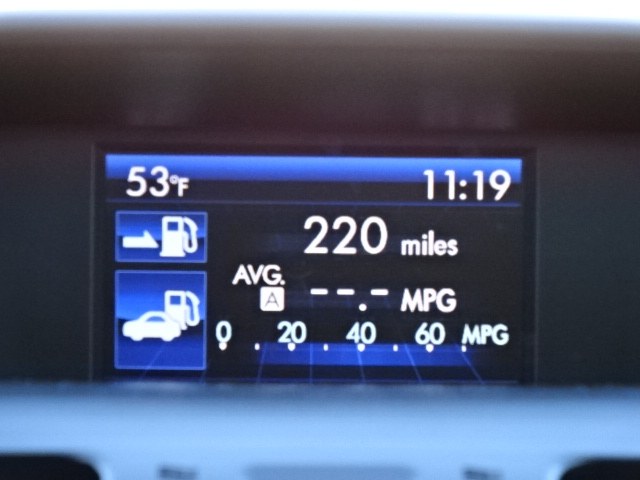 53°F 11:19
220 miles
AVG.
A --.- MPG
0 20 40 60 MPG